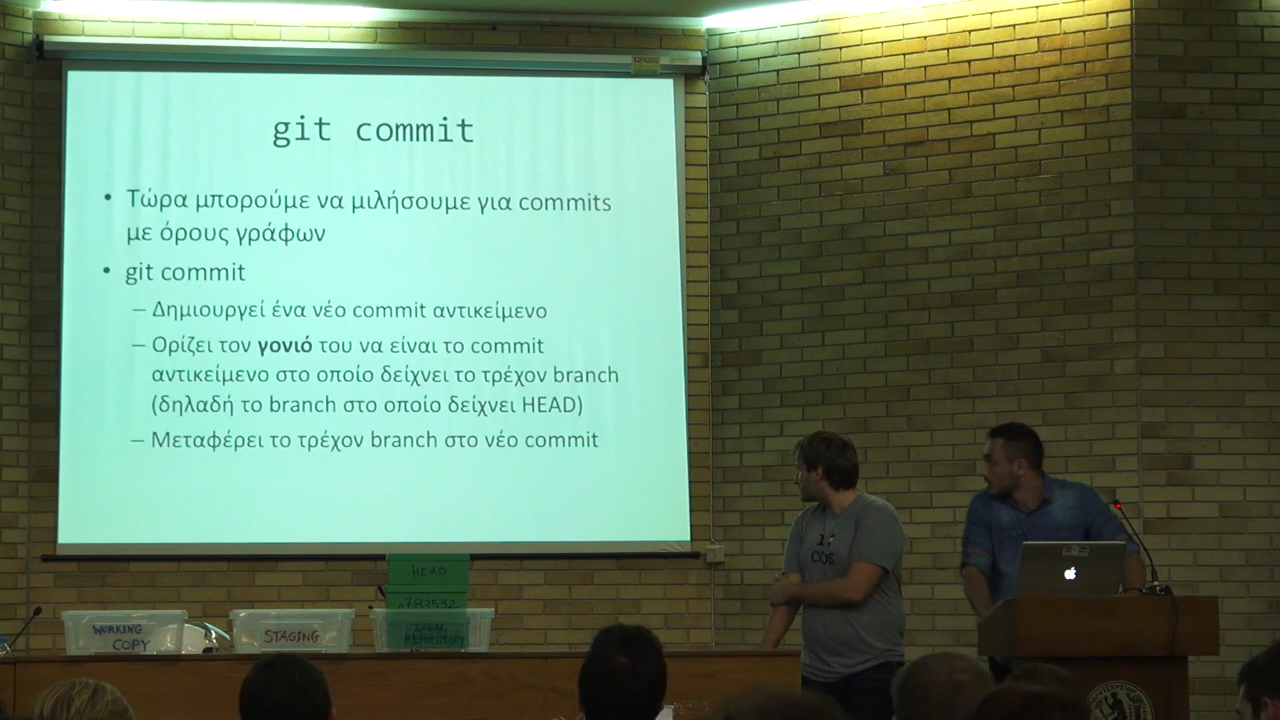 git commit
• Τώρα μπορούμε να μιλήσουμε για commits
με όρους γράφων
• git commit
– Δημιουργεί ένα νέο commit αντικείμενο
– Ορίζει τον γονιό του να είναι το commit
αντικείμενο στο οποίο δείχνει το τρέχον branch
(δηλαδή το branch στο οποίο δείχνει HEAD)
– Μεταφέρει το τρέχον branch στο νέο commit
HEAD
WORKING
COPY
STAGING
LOCAL
REPOSITORY